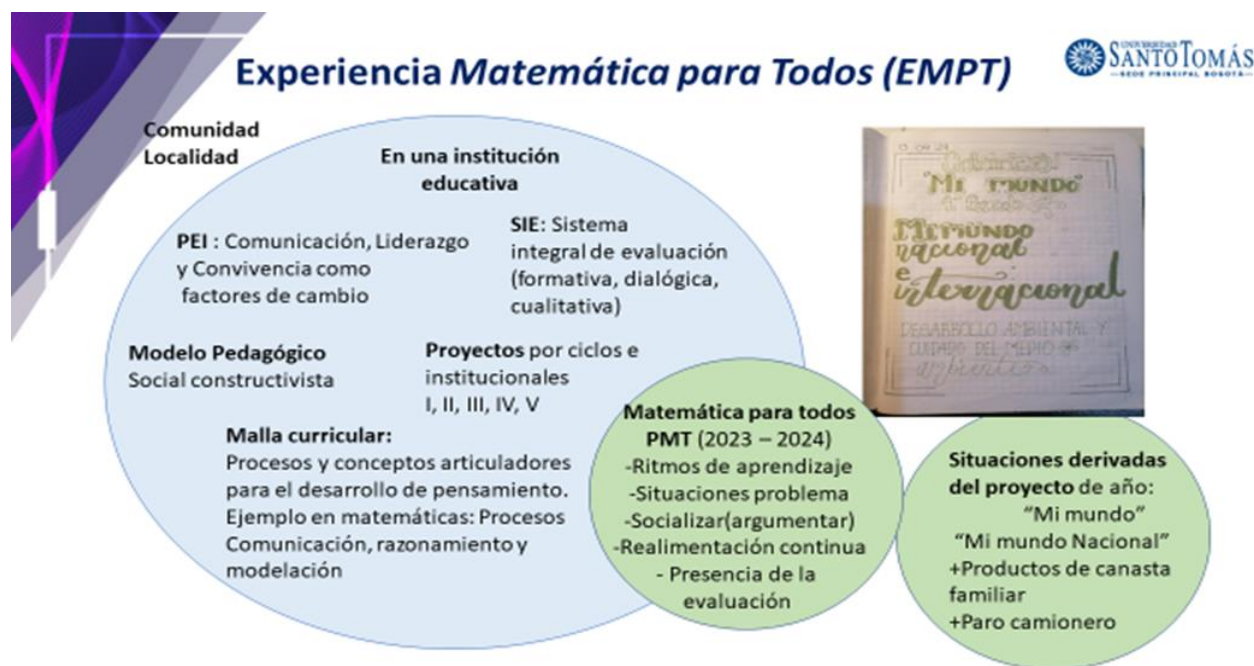 Experiencia Matemática para Todos (EMPT)
UNIVERSIDAD
SANTO TOMÁS
SEDE PRINCIPAL BOGOTÁ
Comunidad
Localidad
En una institución
educativa
PEI : Comunicación, Liderazgo
y Convivencia como
factores de cambio
SIE: Sistema
integral de evaluación
(formativa, dialógica,
cualitativa)
Modelo Pedagógico
Social constructivista
Proyectos por ciclos e
institucionales
I, II, III, IV, V
Malla curricular:
Procesos y conceptos articuladores
para el desarrollo de pensamiento.
Ejemplo en matemáticas: Procesos
Comunicación, razonamiento y
modelación
Matemática para todos
PMT (2023 – 2024)
-Ritmos de aprendizaje
-Situaciones problema
-Socializar(argumentar)
-Realimentación continua
- Presencia de la
evaluación
"MI MUNDO"
MI MUNDO
nacional
e
internacional
DESARROLLO AMBIENTAL Y
CUIDADO DEL MEDIO
ambiente
Situaciones derivadas
del proyecto de año:
"Mi mundo"
"Mi mundo Nacional"
+Productos de canasta
familiar
+Paro camionero